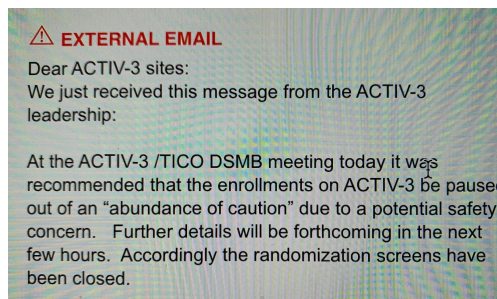 EXTERNAL EMAIL
Dear ACTIV-3 sites:
We just received this message from the ACTIV-3
leadership:
At the ACTIV-3 /TICO DSMB meeting today it was
recommended that the enrollments on ACTIV-3 be paused
out of an “abundance of caution” due to a potential safety
concern.   Further details will be forthcoming in the next
few hours.  Accordingly the randomization screens have
been closed.